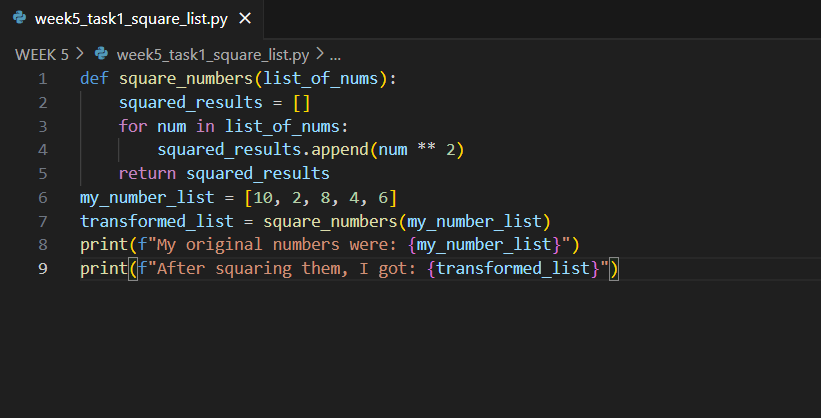 week5_task1_square_list.py ×
WEEK 5 > week5_task1_square_list.py > ...
1 def square_numbers(list_of_nums):
2     squared_results = []
3     for num in list_of_nums:
4         squared_results.append(num ** 2)
5     return squared_results
6 my_number_list = [10, 2, 8, 4, 6]
7 transformed_list = square_numbers(my_number_list)
8 print(f"My original numbers were: {my_number_list}")
9 print(f"After squaring them, I got: {transformed_list}")